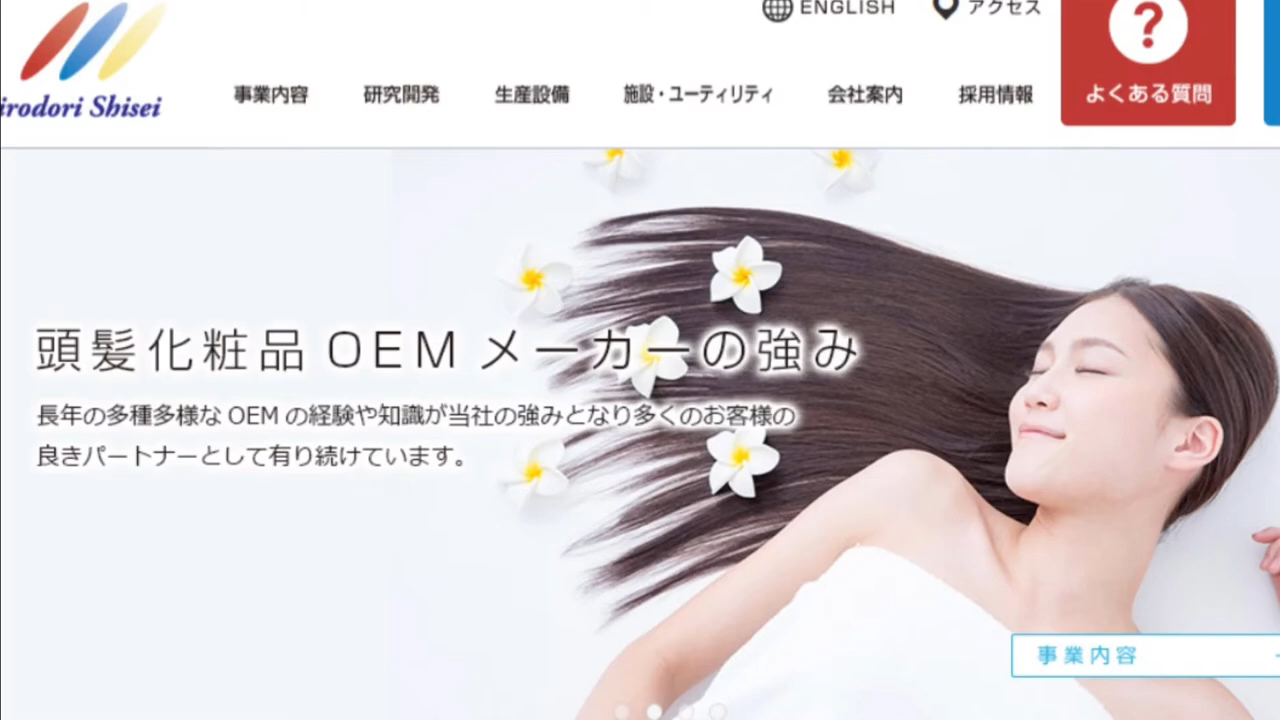 ENGLISH
アクセス
irodori Shisei
事業内容
研究開発
生産設備
施設・ユーティリティ
会社案内
採用情報
?
よくある質問
頭髪化粧品 OEM メーカーの強み
長年の多種多様な OEM の経験や知識が当社の強みとなり多くのお客様の
良きパートナーとして有り続けています。
事業内容